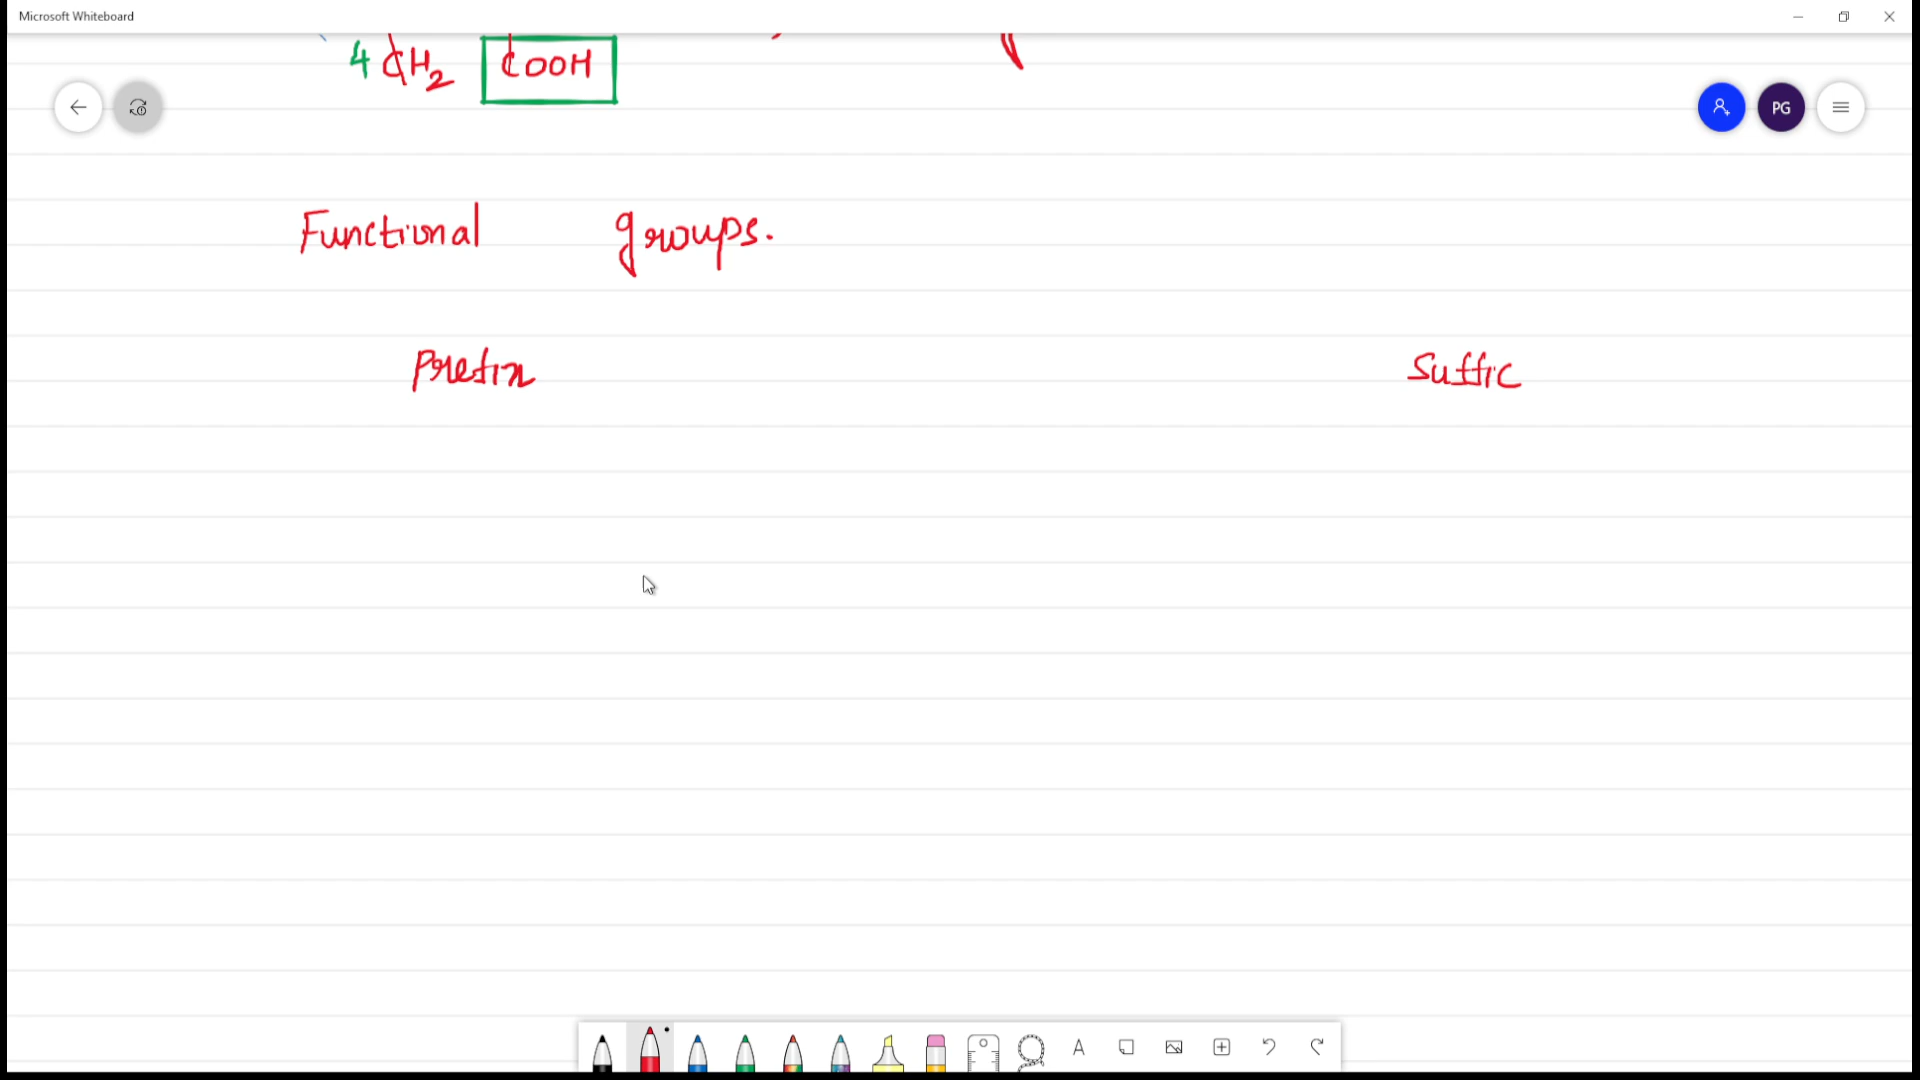 Microsoft Whiteboard
4 CH2 COOH
PG
Functional groups.
Prefix Suffic
A